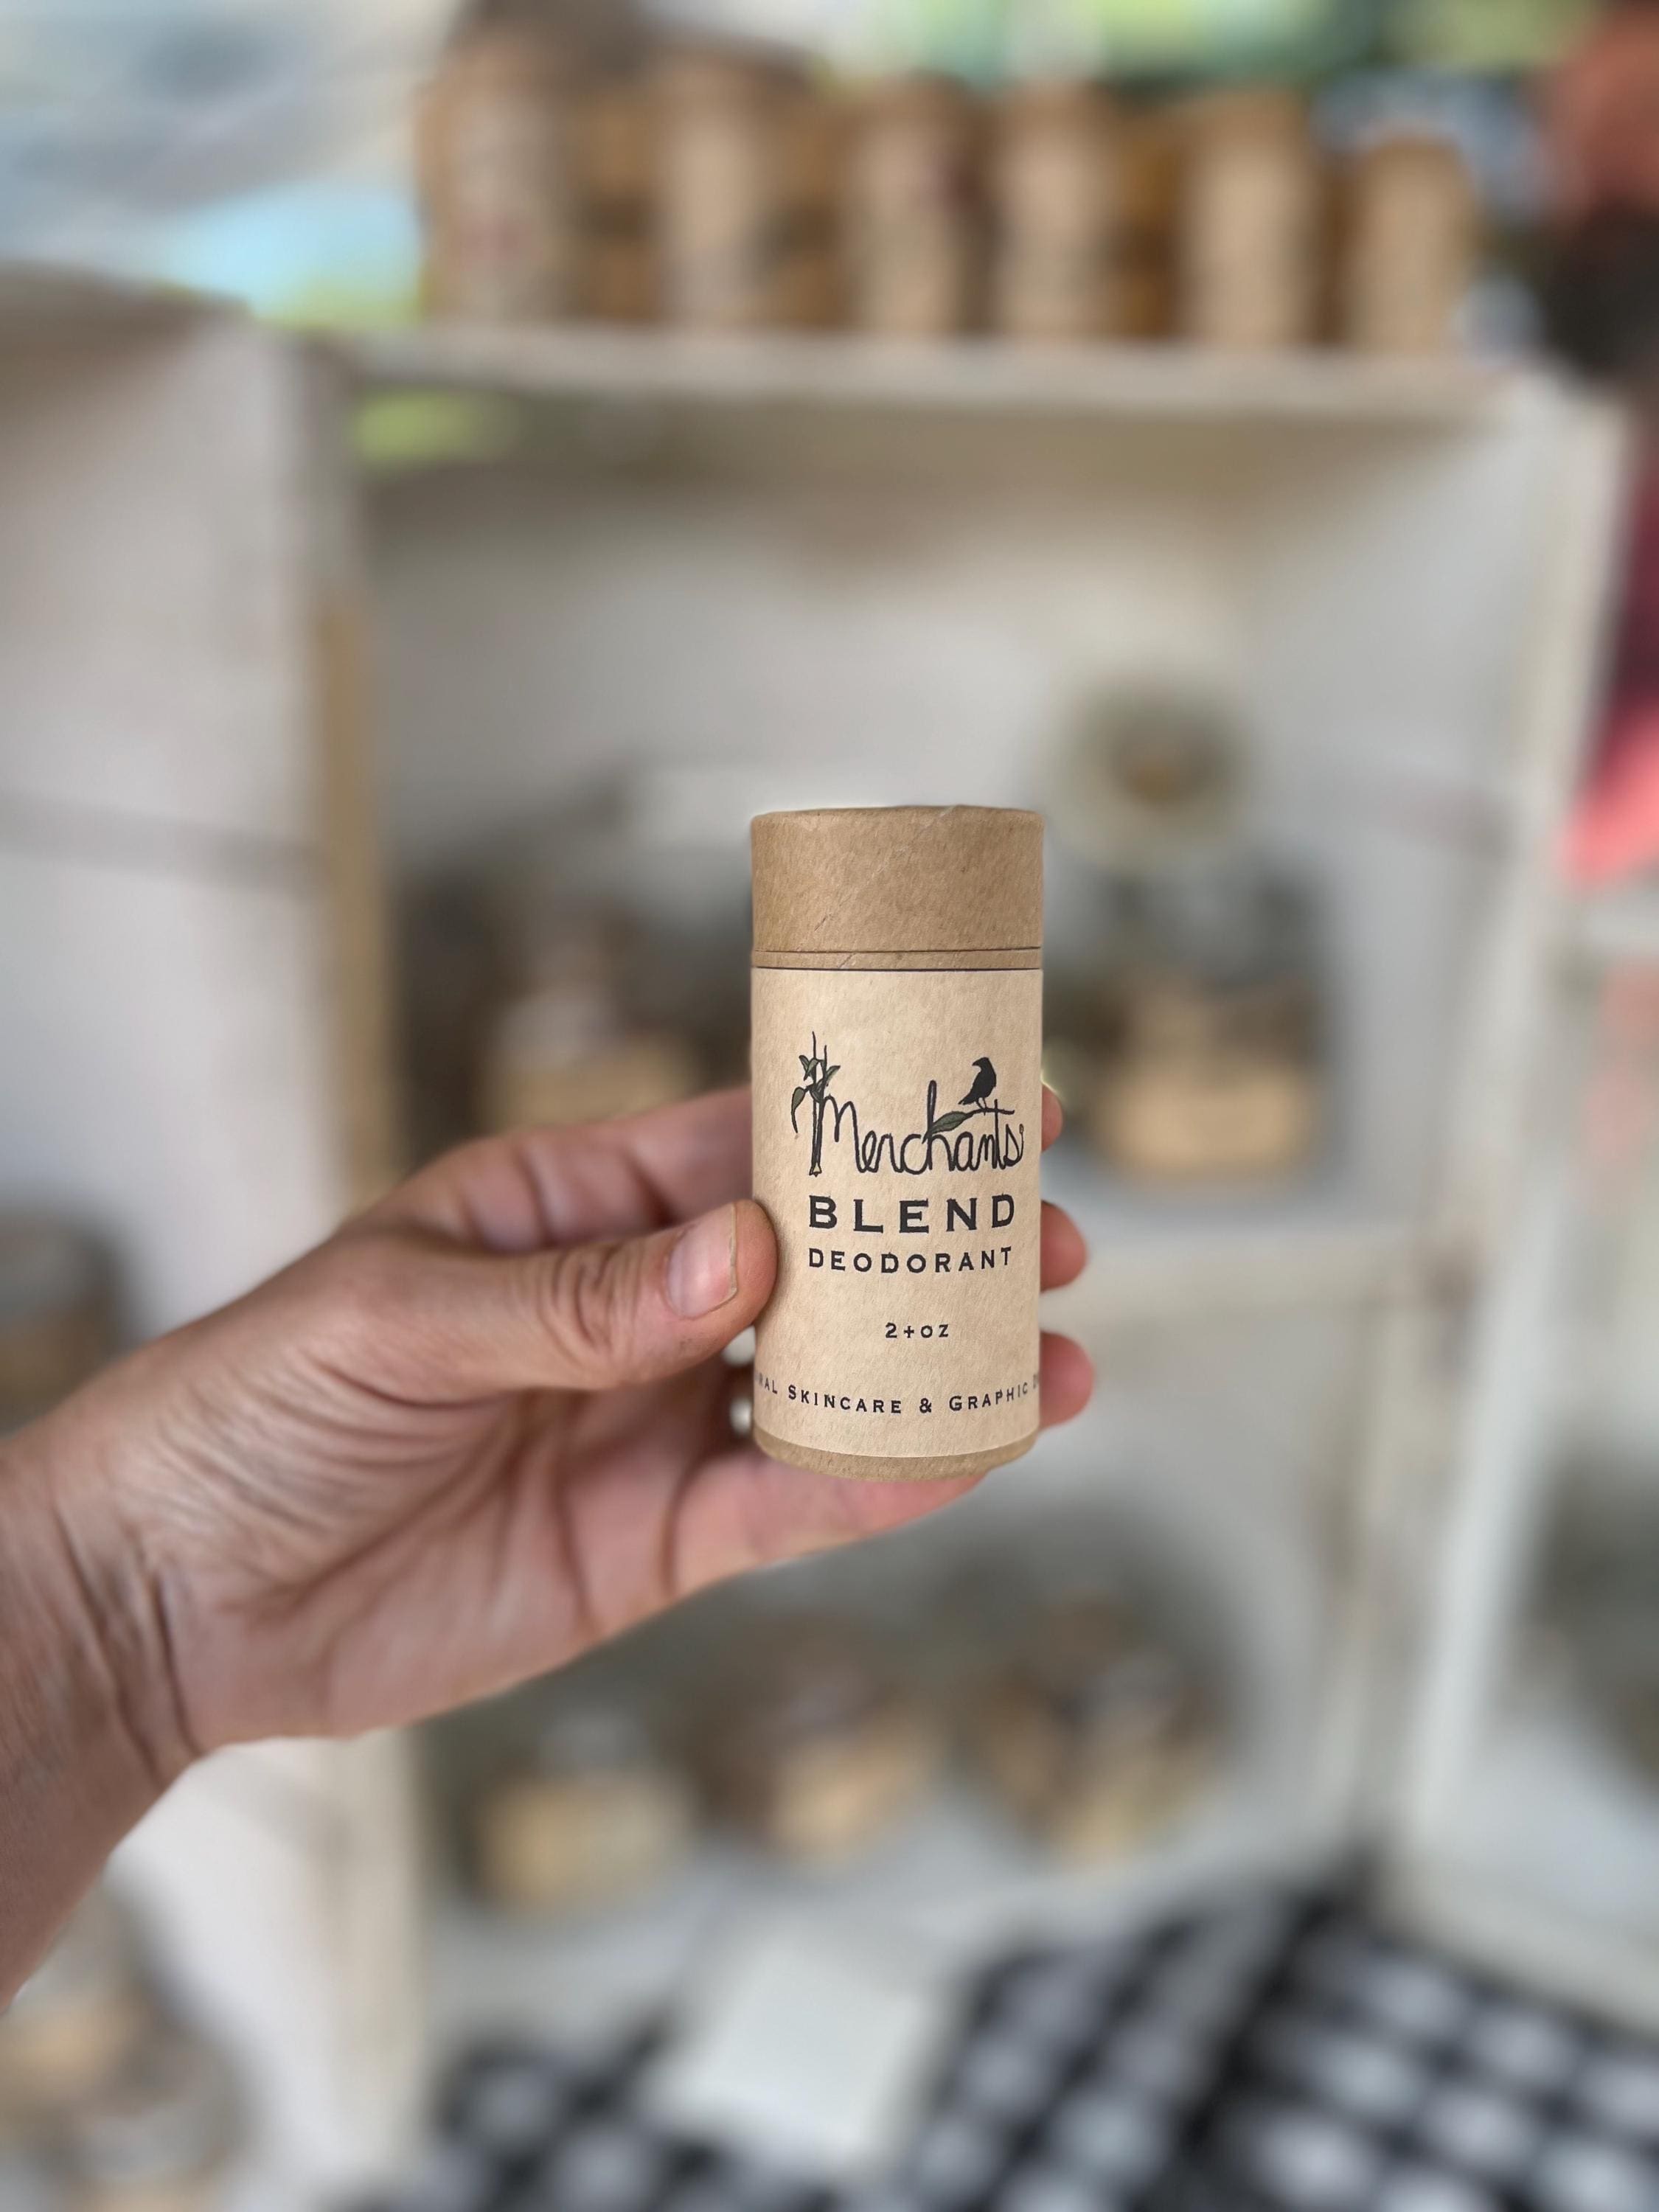 Merchants
BLEND
DEODORANT
2+oz
SKINCARE & GRAPHIC